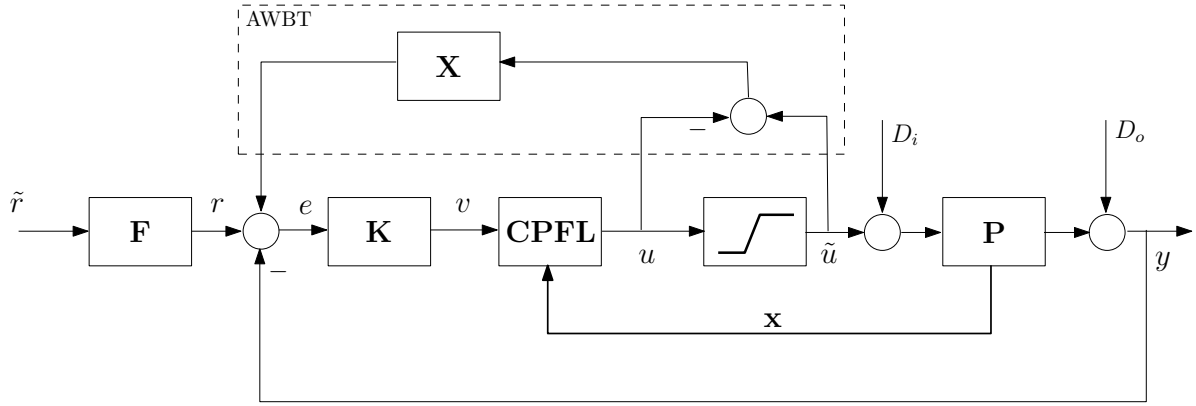 AWBT
X
−
D_i
D_o
r̃
F
r
e
K
v
CPFL
u
ũ
P
y
−
x